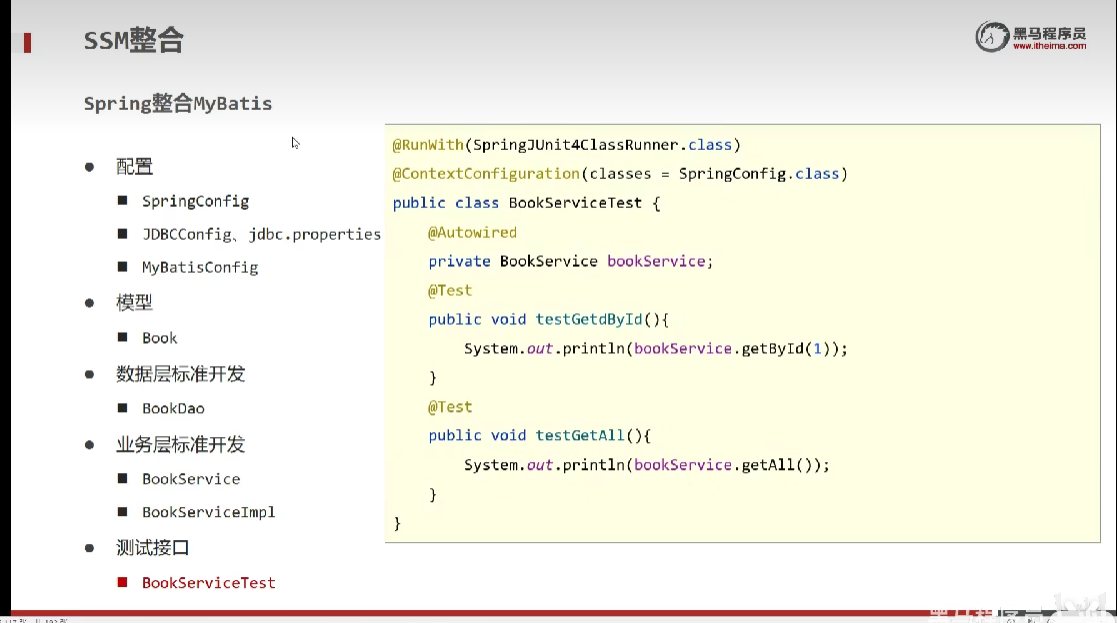 SSM整合
黑马程序员
www.itheima.com
Spring整合MyBatis
配置
SpringConfig
JDBCConfig、jdbc.properties
MyBatisConfig
模型
Book
数据层标准开发
BookDao
业务层标准开发
BookService
BookServiceImpl
测试接口
BookServiceTest
@RunWith(SpringJUnit4ClassRunner.class)
@ContextConfiguration(classes = SpringConfig.class)
public class BookServiceTest {
@Autowired
private BookService bookService;
@Test
public void testGetdById(){
System.out.println(bookService.getById(1));
}
@Test
public void testGetAll(){
System.out.println(bookService.getAll());
}
}